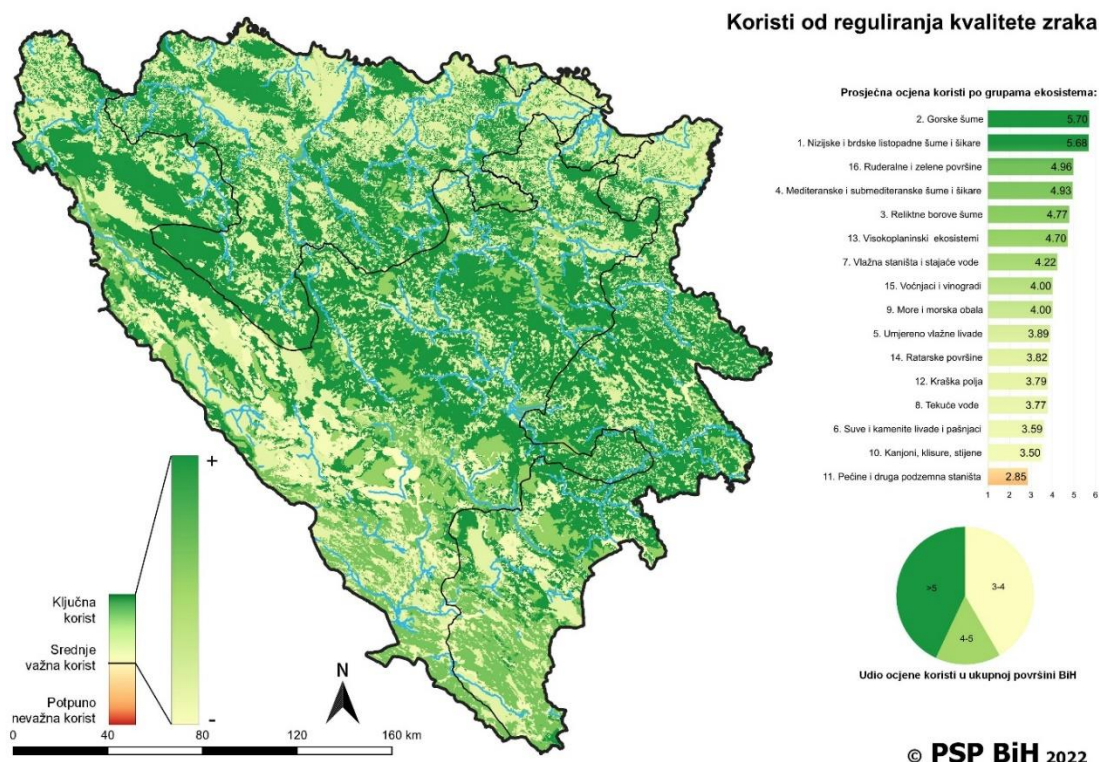 Koristi od reguliranja kvalitete zraka
Prosječna ocjena koristi po grupama ekosistema:
2. Gorske šume 5.70
1. Nizijske i brdske listopadne šume i šikare 5.68
16. Ruderalne i zelene površine 4.96
4. Mediteranske i submediteranske šume i šikare 4.93
3. Reliktne borove šume 4.77
13. Visokoplaninski ekosistemi 4.70
7. Vlažna staništa i stajaće vode 4.22
15. Voćnjaci i vinogradi 4.00
9. More i morska obala 4.00
5. Umjereno vlažne livade 3.89
14. Ratarske površine 3.82
12. Kraška polja 3.79
8. Tekuće vode 3.77
6. Suve i kamenite livade i pašnjaci 3.59
10. Kanjoni, klisure, stijene 3.50
11. Pećine i druga podzemna staništa 2.85
1 2 3 4 5 6
>5
3-4
4-5
Udio ocjene koristi u ukupnoj površini BiH
+
Ključna
korist
Srednje
važna korist
Potpuno
nevažna korist
-
N
0 40 80 120 160 km
© PSP BiH 2022